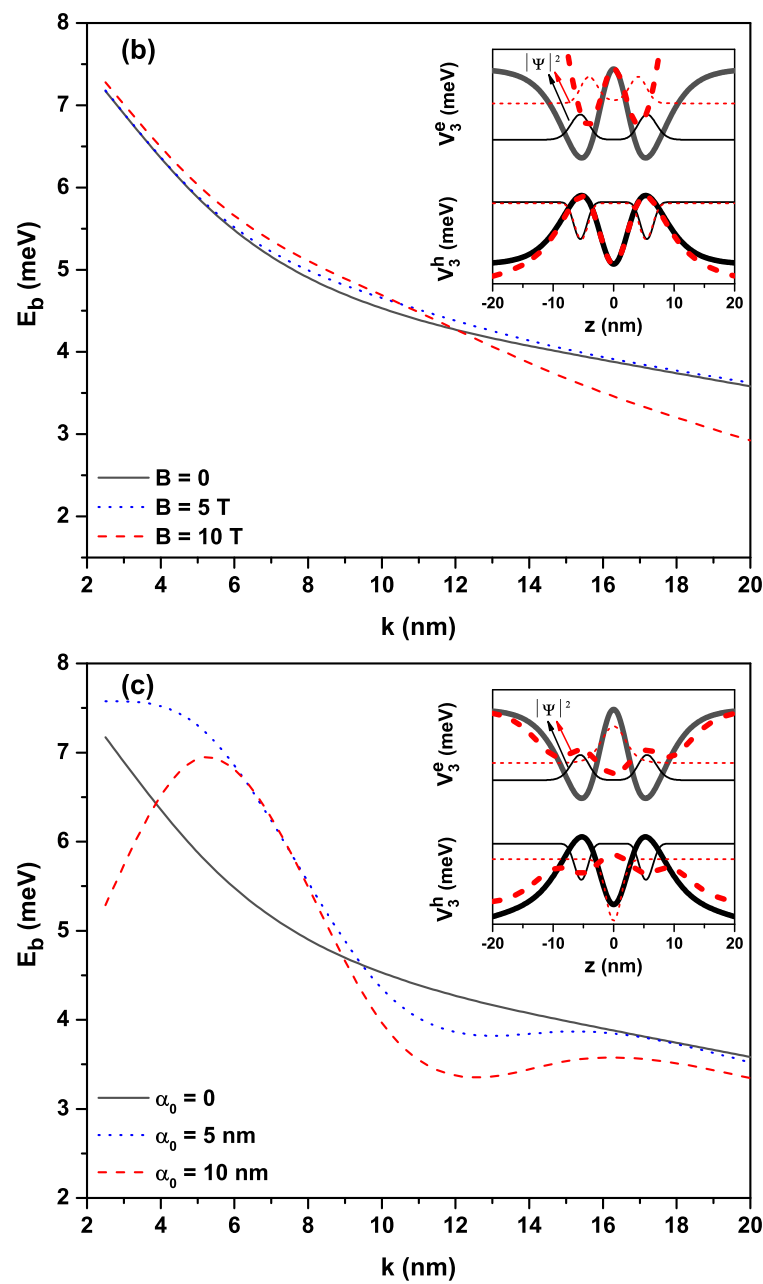 (b)
8
7
6
5
4
3
2
E_b (meV)
|Ψ|²
V₃ᵉ (meV)
V₃ʰ (meV)
-20 -10 0 10 20
z (nm)
B = 0
B = 5 T
B = 10 T
2 4 6 8 10 12 14 16 18 20
k (nm)
(c)
8
7
6
5
4
3
2
E_b (meV)
|Ψ|²
V₃ᵉ (meV)
V₃ʰ (meV)
-20 -10 0 10 20
z (nm)
α₀ = 0
α₀ = 5 nm
α₀ = 10 nm
2 4 6 8 10 12 14 16 18 20
k (nm)